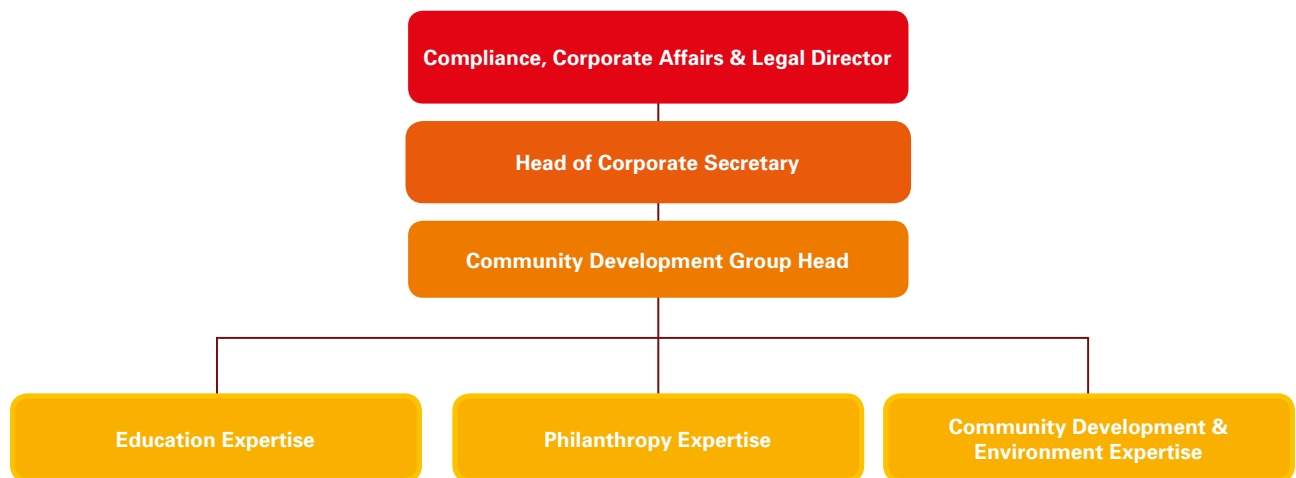 Compliance, Corporate Affairs & Legal Director
Head of Corporate Secretary
Community Development Group Head
Education Expertise
Philanthropy Expertise
Community Development &
Environment Expertise